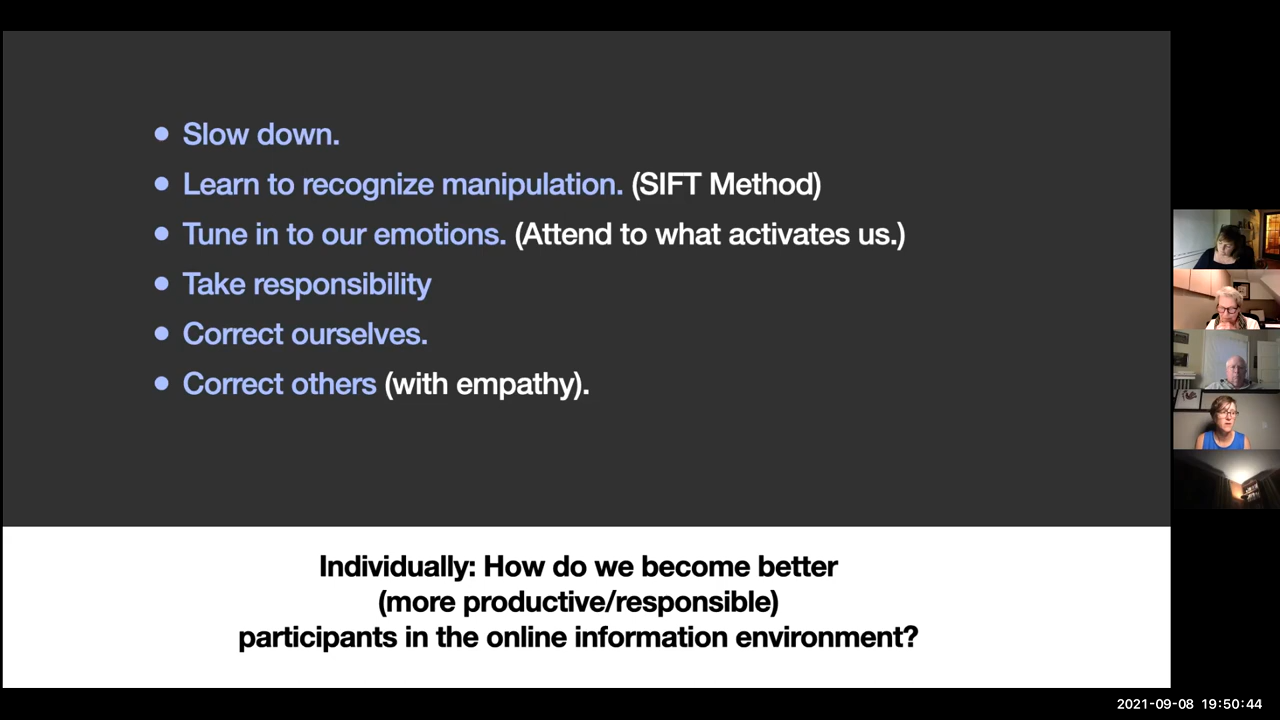 • Slow down.
• Learn to recognize manipulation. (SIFT Method)
• Tune in to our emotions. (Attend to what activates us.)
• Take responsibility
• Correct ourselves.
• Correct others (with empathy).
Individually: How do we become better
(more productive/responsible)
participants in the online information environment?
2021-09-08 19:50:44